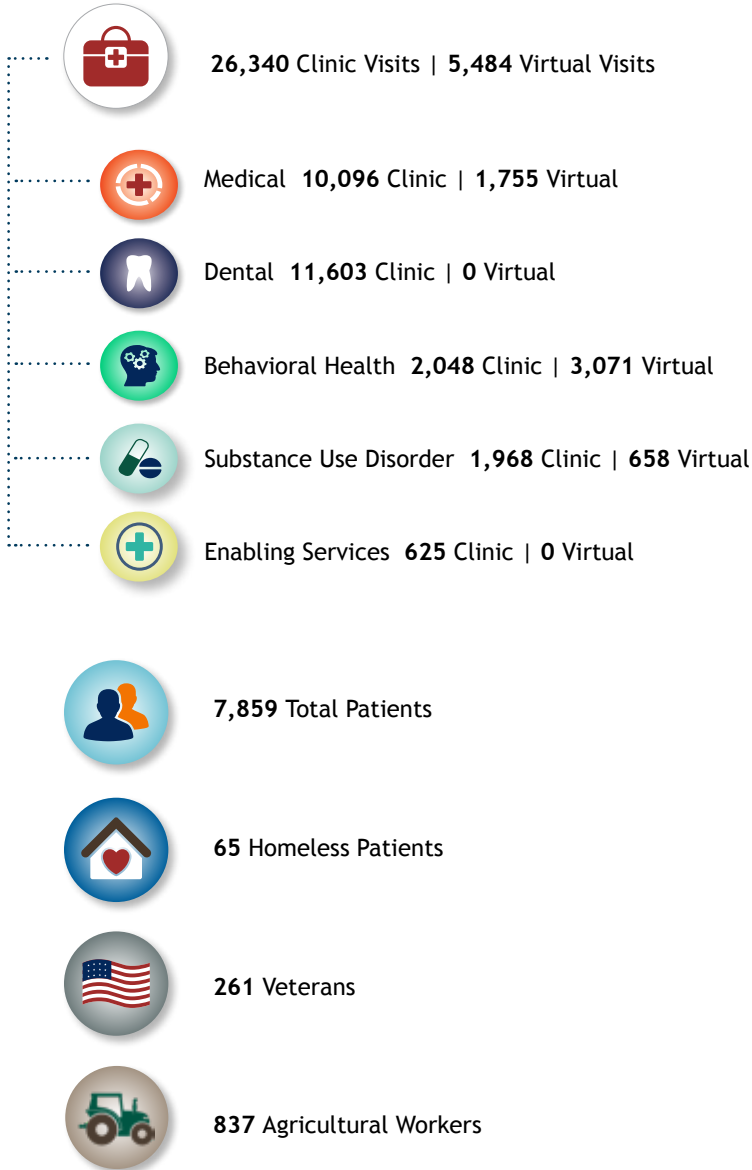 26,340 Clinic Visits | 5,484 Virtual Visits
Medical 10,096 Clinic | 1,755 Virtual
Dental 11,603 Clinic | 0 Virtual
Behavioral Health 2,048 Clinic | 3,071 Virtual
Substance Use Disorder 1,968 Clinic | 658 Virtual
Enabling Services 625 Clinic | 0 Virtual
7,859 Total Patients
65 Homeless Patients
261 Veterans
837 Agricultural Workers